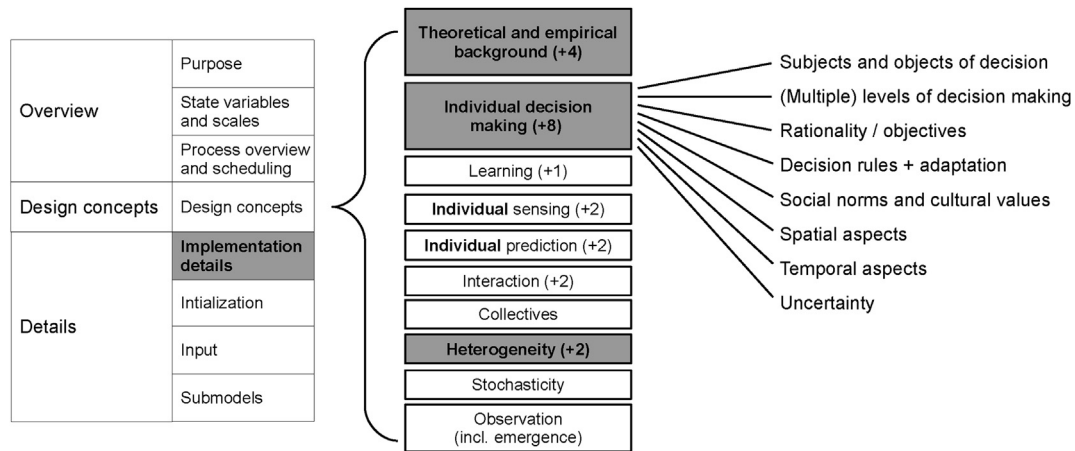 Overview
Purpose
State variables
and scales
Process overview
and scheduling
Design concepts
Design concepts
Details
Implementation
details
Intialization
Input
Submodels
Theoretical and empirical
background (+4)
Individual decision
making (+8)
Learning (+1)
Individual sensing (+2)
Individual prediction (+2)
Interaction (+2)
Collectives
Heterogeneity (+2)
Stochasticity
Observation
(incl. emergence)
Subjects and objects of decision
(Multiple) levels of decision making
Rationality / objectives
Decision rules + adaptation
Social norms and cultural values
Spatial aspects
Temporal aspects
Uncertainty